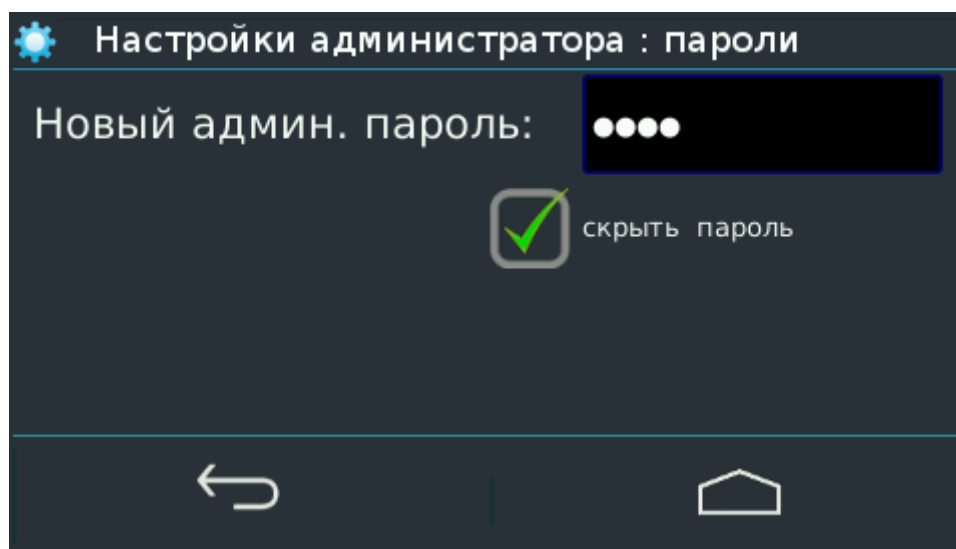 Настройки администратора : пароли
Новый админ. пароль: ●●●●
скрыть пароль